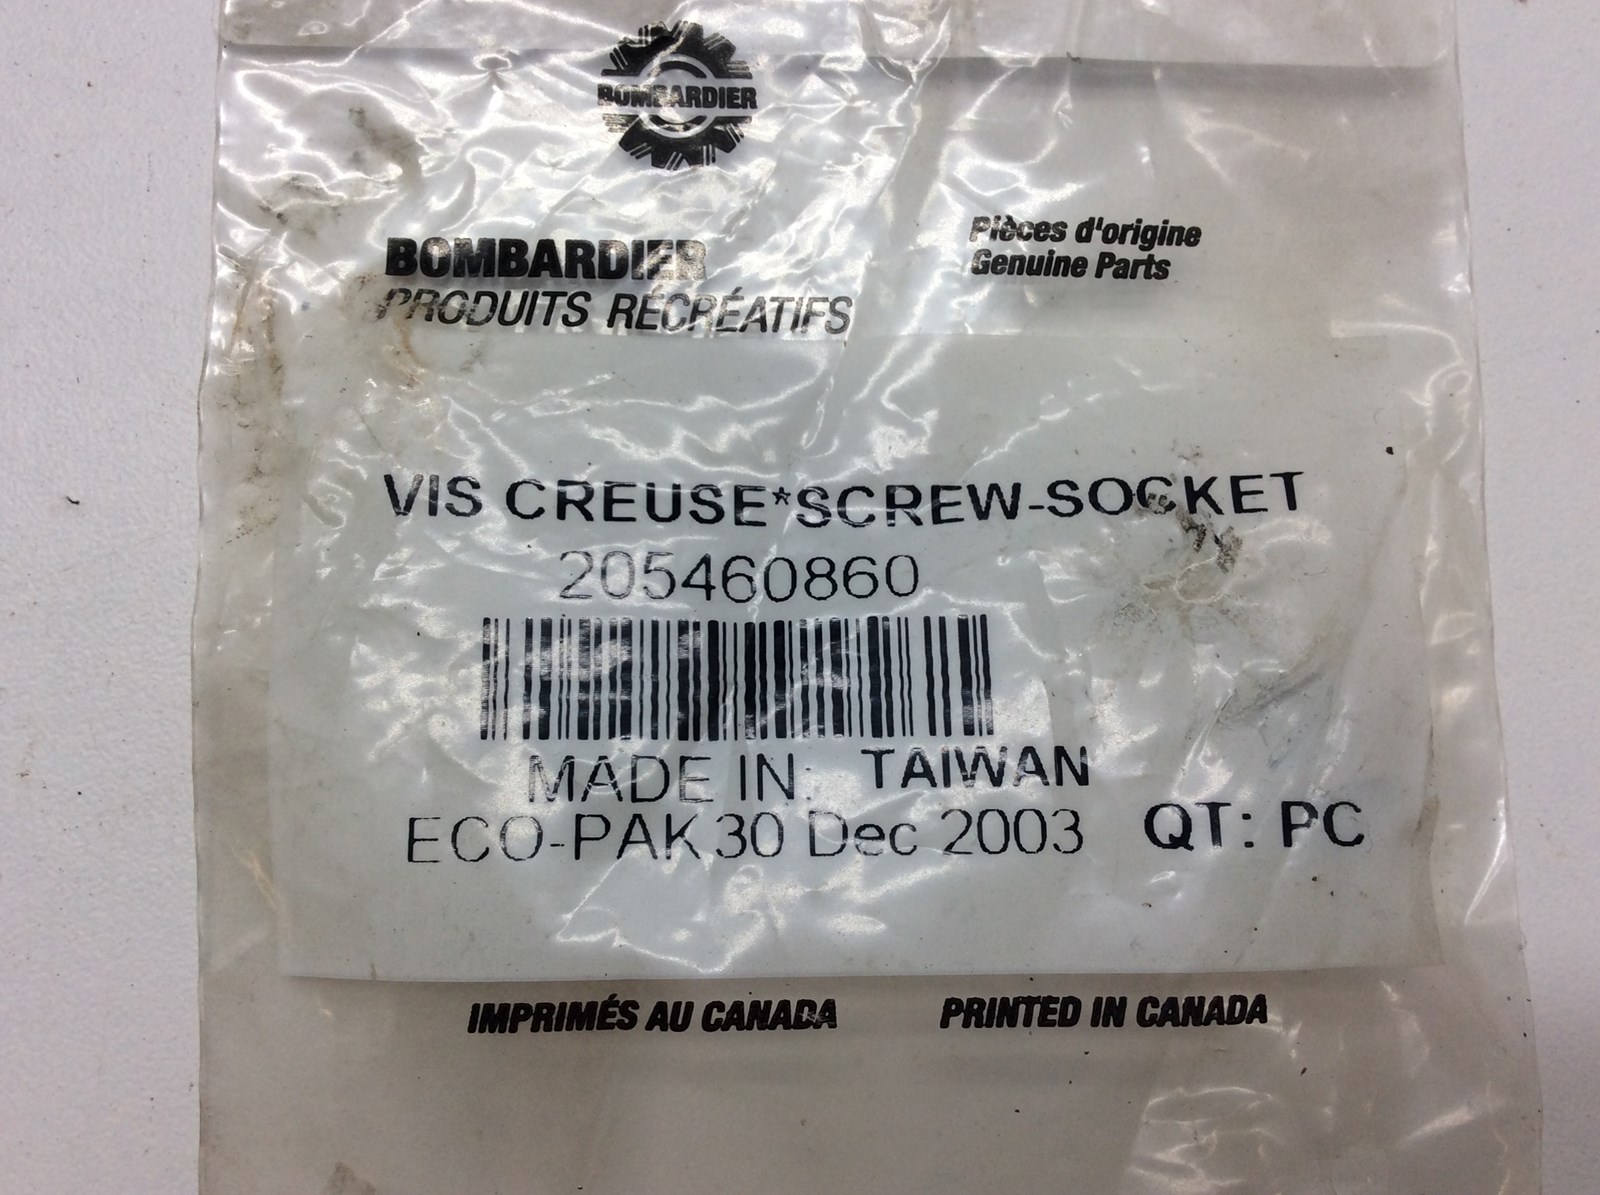 BOMBARDIER
BOMBARDIER
PRODUITS RÉCRÉATIFS
Pièces d'origine
Genuine Parts
VIS CREUSE*SCREW-SOCKET
205460860
MADE IN: TAIWAN
ECO-PAK 30 Dec 2003 QT: PC
IMPRIMÉS AU CANADA PRINTED IN CANADA